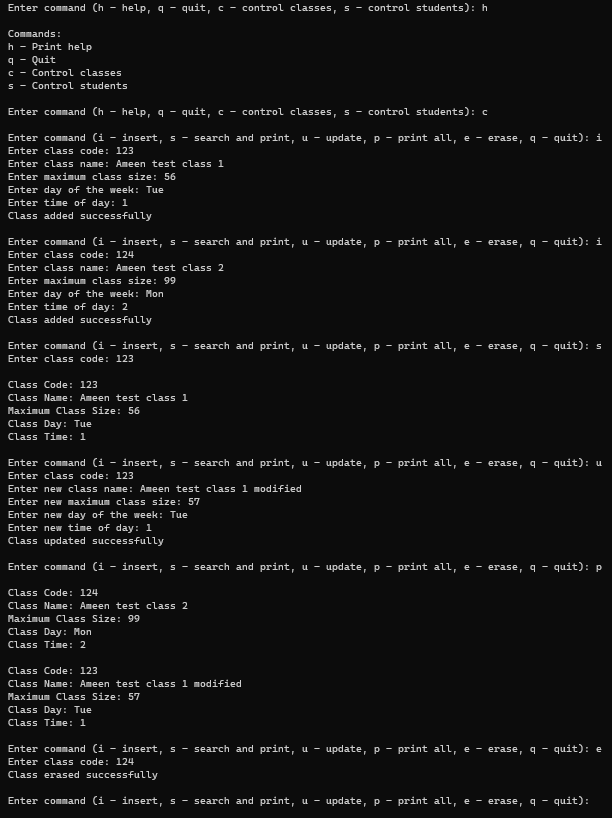 Enter command (h - help, q - quit, c - control classes, s - control students): h
Commands:
h - Print help
q - Quit
c - Control classes
s - Control students
Enter command (h - help, q - quit, c - control classes, s - control students): c
Enter command (i - insert, s - search and print, u - update, p - print all, e - erase, q - quit): i
Enter class code: 123
Enter class name: Ameen test class 1
Enter maximum class size: 56
Enter day of the week: Tue
Enter time of day: 1
Class added successfully
Enter command (i - insert, s - search and print, u - update, p - print all, e - erase, q - quit): i
Enter class code: 124
Enter class name: Ameen test class 2
Enter maximum class size: 99
Enter day of the week: Mon
Enter time of day: 2
Class added successfully
Enter command (i - insert, s - search and print, u - update, p - print all, e - erase, q - quit): s
Enter class code: 123
Class Code: 123
Class Name: Ameen test class 1
Maximum Class Size: 56
Class Day: Tue
Class Time: 1
Enter command (i - insert, s - search and print, u - update, p - print all, e - erase, q - quit): u
Enter class code: 123
Enter new class name: Ameen test class 1 modified
Enter new maximum class size: 57
Enter new day of the week: Tue
Enter new time of day: 1
Class updated successfully
Enter command (i - insert, s - search and print, u - update, p - print all, e - erase, q - quit): p
Class Code: 124
Class Name: Ameen test class 2
Maximum Class Size: 99
Class Day: Mon
Class Time: 2
Class Code: 123
Class Name: Ameen test class 1 modified
Maximum Class Size: 57
Class Day: Tue
Class Time: 1
Enter command (i - insert, s - search and print, u - update, p - print all, e - erase, q - quit): e
Enter class code: 124
Class erased successfully
Enter command (i - insert, s - search and print, u - update, p - print all, e - erase, q - quit):